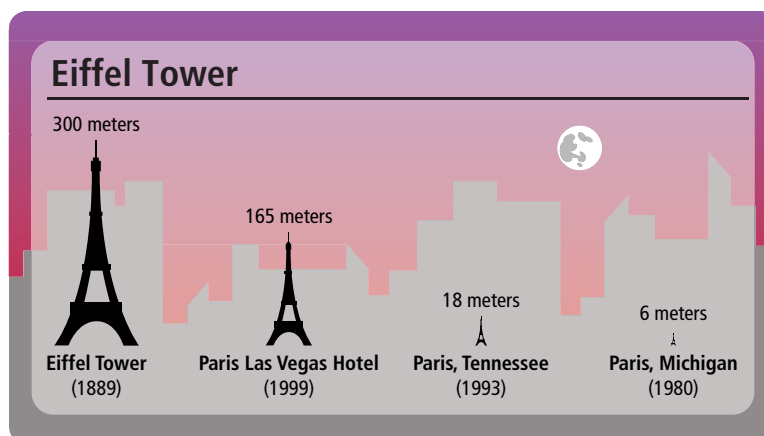 Eiffel Tower
300 meters
165 meters
18 meters
6 meters
Eiffel Tower
(1889)
Paris Las Vegas Hotel
(1999)
Paris, Tennessee
(1993)
Paris, Michigan
(1980)